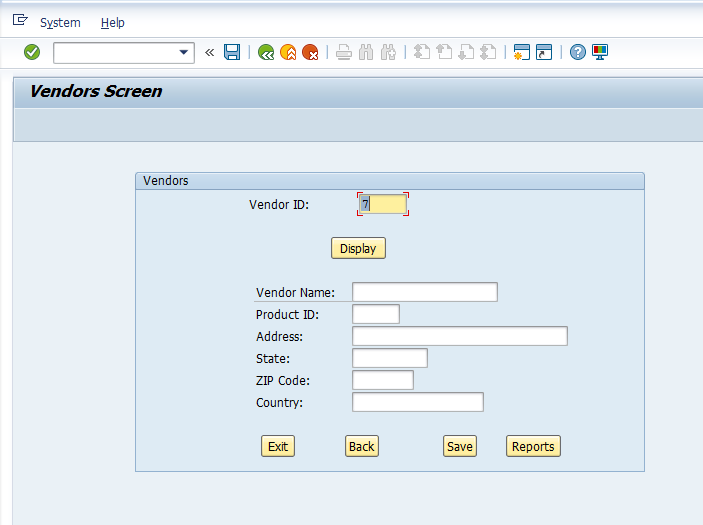 System Help
Vendors Screen
Vendors
Vendor ID: 7
Display
Vendor Name:
Product ID:
Address:
State:
ZIP Code:
Country:
Exit Back Save Reports